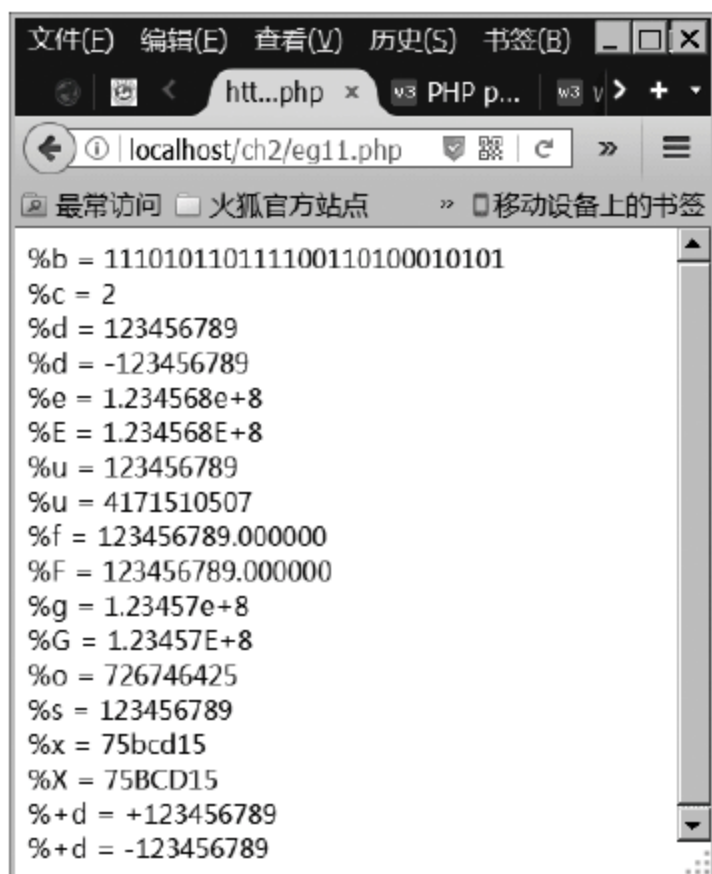 文件(F) 编辑(E) 查看(V) 历史(S) 书签(B)
htt...php × v3 PHP p... w3 v
localhost/ch2/eg11.php
最常访问 火狐官方站点 » 移动设备上的书签
%b = 111010110111100110100010101
%c = 2
%d = 123456789
%d = -123456789
%e = 1.234568e+8
%E = 1.234568E+8
%u = 123456789
%u = 4171510507
%f = 123456789.000000
%F = 123456789.000000
%g = 1.23457e+8
%G = 1.23457E+8
%o = 726746425
%s = 123456789
%x = 75bcd15
%X = 75BCD15
%+d = +123456789
%+d = -123456789